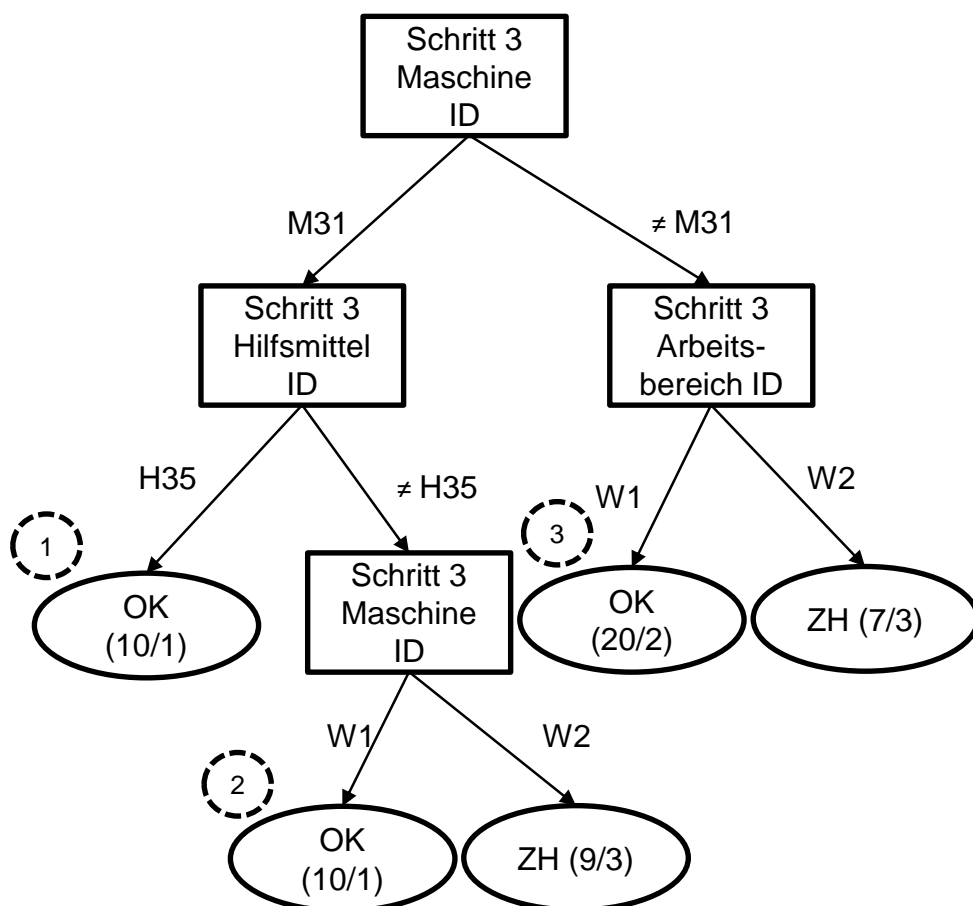 Schritt 3
Maschine
ID
M31
≠ M31
Schritt 3
Hilfsmittel
ID
Schritt 3
Arbeits-
bereich ID
H35
≠ H35
W1
W2
1
3
OK
(10/1)
Schritt 3
Maschine
ID
OK
(20/2)
ZH (7/3)
W1
W2
2
OK
(10/1)
ZH (9/3)